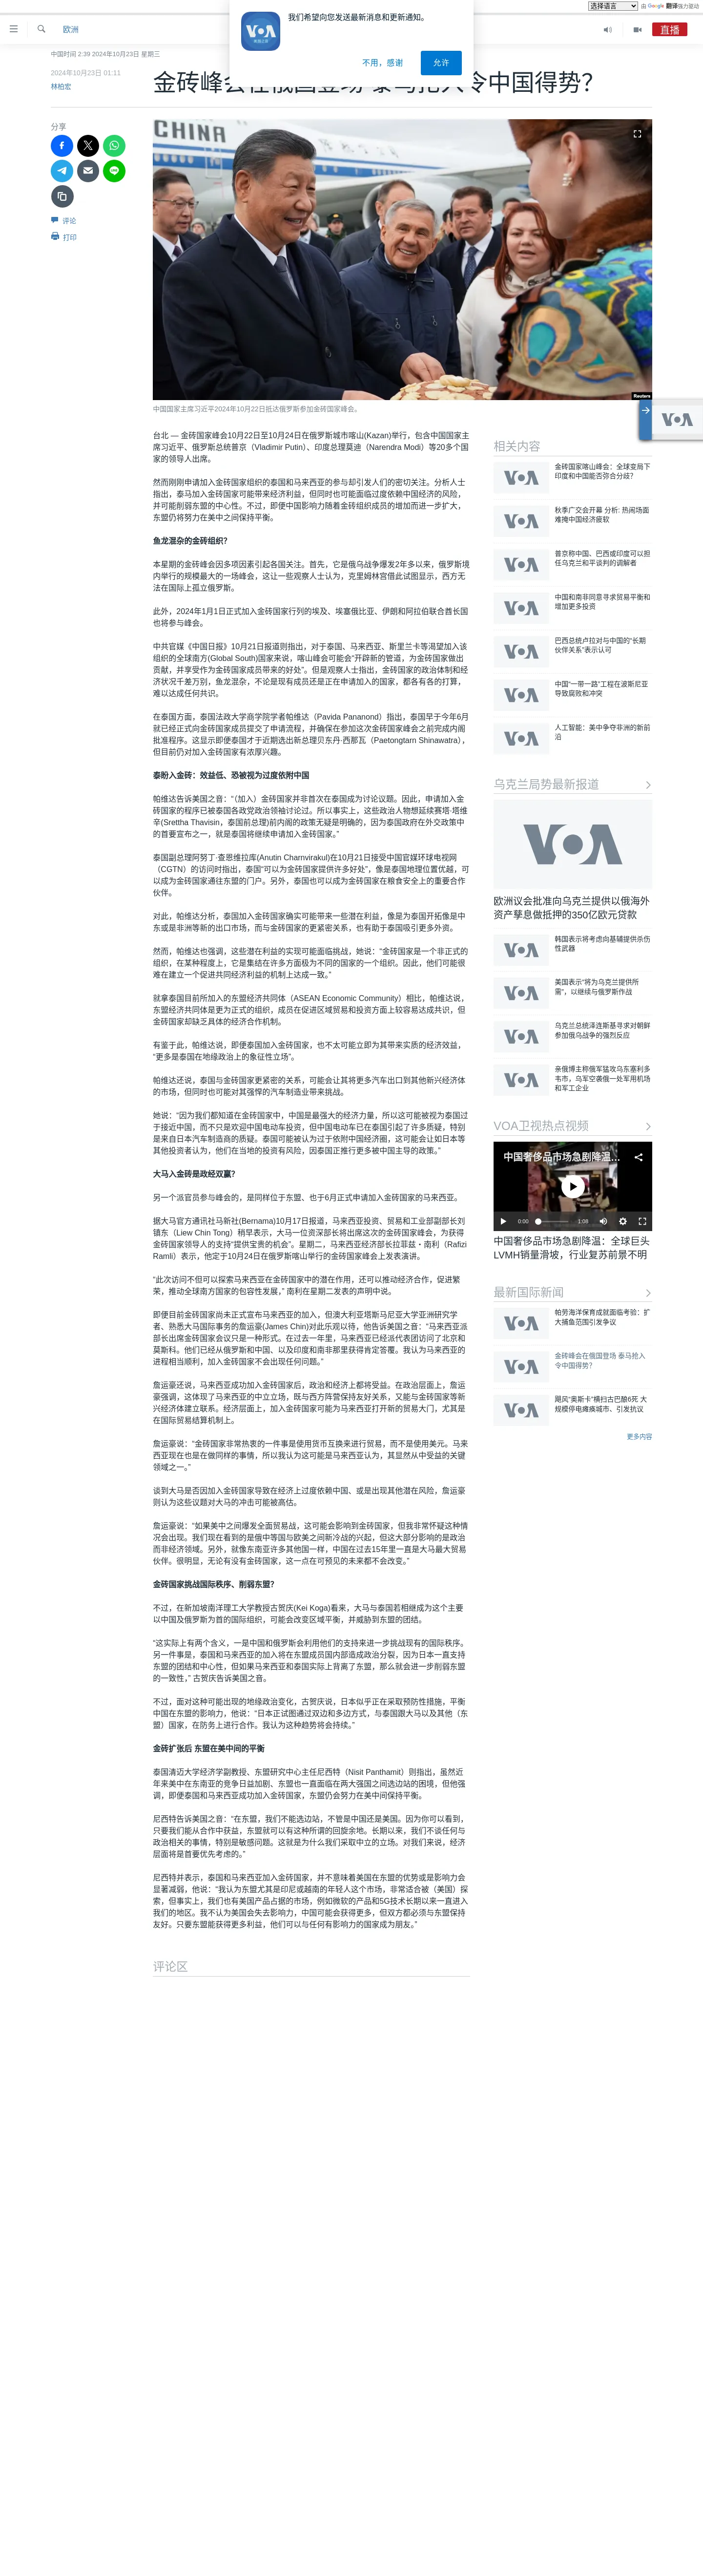 选择语言 由 Google 翻译强力驱动
我们希望向您发送最新消息和更新通知。
不用，感谢 允许
欧洲
直播
中国时间 2:39 2024年10月23日 星期三
2024年10月23日 01:11
林柏宏
金砖峰会在俄国登场 泰马抢入令中国得势？
分享
评论
打印
CHINA
Reuters
中国国家主席习近平2024年10月22日抵达俄罗斯参加金砖国家峰会。
台北 — 金砖国家峰会10月22日至10月24日在俄罗斯城市喀山(Kazan)举行，包含中国国家主
席习近平、俄罗斯总统普京（Vladimir Putin）、印度总理莫迪（Narendra Modi）等20多个国
家的领导人出席。
然而刚刚申请加入金砖国家组织的泰国和马来西亚的参与却引发人们的密切关注。分析人士
指出，泰马加入金砖国家可能带来经济利益，但同时也可能面临过度依赖中国经济的风险，
并可能削弱东盟的中心性。不过，即使中国影响力随着金砖组织成员的增加而进一步扩大，
东盟仍将努力在美中之间保持平衡。
鱼龙混杂的金砖组织？
本星期的金砖峰会因多项因素引起各国关注。首先，它是俄乌战争爆发2年多以来，俄罗斯境
内举行的规模最大的一场峰会，这让一些观察人士认为，克里姆林宫借此试图显示，西方无
法在国际上孤立俄罗斯。
此外，2024年1月1日正式加入金砖国家行列的埃及、埃塞俄比亚、伊朗和阿拉伯联合酋长国
也将参与峰会。
中共官媒《中国日报》10月21日报道则指出，对于泰国、马来西亚、斯里兰卡等渴望加入该
组织的全球南方(Global South)国家来说，喀山峰会可能会“开辟新的管道，为金砖国家做出
贡献，并享受作为金砖国家成员带来的好处”。但是观察人士指出，金砖国家的政治体制和经
济状况千差万别，鱼龙混杂，不论是现有成员还是正在申请加入的国家，都各有各的打算，
难以达成任何共识。
在泰国方面，泰国法政大学商学院学者帕维达（Pavida Pananond）指出，泰国早于今年6月
就已经正式向金砖国家成员提交了申请流程，并确保在参加这次金砖国家峰会之前完成内阁
批准程序。这显示即便泰国才于近期选出新总理贝东丹·西那瓦（Paetongtarn Shinawatra），
但目前仍对加入金砖国家有浓厚兴趣。
泰盼入金砖：效益低、恐被视为过度依附中国
帕维达告诉美国之音：“（加入）金砖国家并非首次在泰国成为讨论议题。因此，申请加入金
砖国家的程序已被泰国各政党政治领袖讨论过。所以事实上，这些政治人物想延续赛塔·塔维
辛(Sretha Thavisin，泰国前总理)前内阁的政策无疑是明确的，因为泰国政府在外交政策中
的首要宣布之一，就是泰国将继续申请加入金砖国家。”
泰国副总理阿努丁·查恩维拉库(Anutin Charnvirakul)在10月21日接受中国官媒环球电视网
（CGTN）的访问时指出，泰国“可以为金砖国家提供许多好处”，像是泰国地理位置优越，可
以成为金砖国家通往东盟的门户。另外，泰国也可以成为金砖国家在粮食安全上的重要合作
伙伴。
对此，帕维达分析，泰国加入金砖国家确实可能带来一些潜在利益，像是为泰国开拓像是中
东或是非洲等新的出口市场，而与金砖国家的更紧密关系，也有助于泰国吸引更多外资。
然而，帕维达也强调，这些潜在利益的实现可能面临挑战，她说：“金砖国家是一个非正式的
组织，在某种程度上，它是集结在许多方面极为不同的国家的一个组织。因此，他们可能很
难在建立一个促进共同经济利益的机制上达成一致。”
就拿泰国目前所加入的东盟经济共同体（ASEAN Economic Community）相比，帕维达说，
东盟经济共同体是更为正式的组织，成员在促进区域贸易和投资方面上较容易达成共识，但
金砖国家却缺乏具体的经济合作机制。
有鉴于此，帕维达说，即便泰国加入金砖国家，也不太可能立即为其带来实质的经济效益，
“更多是泰国在地缘政治上的象征性立场”。
帕维达还说，泰国与金砖国家更紧密的关系，可能会让其将更多汽车出口到其他新兴经济体
的市场，但同时也可能对其强悍的汽车制造业带来挑战。
她说：“因为我们都知道在金砖国家中，中国是最强大的经济力量，所以这可能被视为泰国过
于接近中国，而不只是欢迎中国电动车投资，但中国电动车已在泰国引起了许多质疑，特别
是来自日本汽车制造商的质疑。泰国可能被认为过于依附中国经济圈，这可能会让如日本等
其他投资者认为，他们在当地的投资有风险，因泰国正推行更多被中国主导的政策。”
大马入金砖是政经双赢？
另一个派官员参与峰会的，是同样位于东盟、也于6月正式申请加入金砖国家的马来西亚。
据大马官方通讯社马新社(Bernama)10月17日报道，马来西亚投资、贸易和工业部副部长刘
镇东（Liew Chin Tong）稍早表示，大马一位资深部长将出席这次的金砖国家峰会，为获得
金砖国家领导人的支持“提供宝贵的机会”。星期二，马来西亚经济部长拉菲兹・南利（Rafizi
Ramli）表示，他定于10月24日在俄罗斯喀山举行的金砖国家峰会上发表演讲。
“此次访问不但可以探索马来西亚在金砖国家中的潜在作用，还可以推动经济合作，促进繁
荣，推动全球南方国家的包容性发展，” 南利在星期二发表的声明中说。
即便目前金砖国家尚未正式宣布马来西亚的加入，但澳大利亚塔斯马尼亚大学亚洲研究学
者、熟悉大马国际事务的詹运豪(James Chin)对此乐观以待，他告诉美国之音：“马来西亚派
部长出席金砖国家会议只是一种形式。在过去一年里，马来西亚已经派代表团访问了北京和
莫斯科。他们已经从俄罗斯和中国、以及印度和南非那里获得肯定答覆。我认为马来西亚的
进程相当顺利，加入金砖国家不会出现任何问题。”
詹运豪还说，马来西亚成功加入金砖国家后，政治和经济上都将受益。在政治层面上，詹运
豪强调，这体现了马来西亚的中立立场，既与西方阵营保持友好关系，又能与金砖国家等新
兴经济体建立联系。经济层面上，加入金砖国家可能为马来西亚打开新的贸易大门，尤其是
在国际贸易结算机制上。
詹运豪说：“金砖国家非常热衷的一件事是使用货币互换来进行贸易，而不是使用美元。马来
西亚现在也是在做同样的事情，所以我认为这可能是马来西亚认为，其显然从中受益的关键
领域之一。”
谈到大马是否因加入金砖国家导致在经济上过度依赖中国、或是出现其他潜在风险，詹运豪
则认为这些议题对大马的冲击可能被高估。
詹运豪说：“如果美中之间爆发全面贸易战，这可能会影响到金砖国家，但我非常怀疑这种情
况会出现。我们现在看到的是俄中等国与欧美之间新冷战的兴起，但这大部分影响的是政治
而非经济领域。另外，就像东南亚许多其他国一样，中国在过去15年里一直是大马最大贸易
伙伴。很明显，无论有没有金砖国家，这一点在可预见的未来都不会改变。”
金砖国家挑战国际秩序、削弱东盟？
不过，在新加坡南洋理工大学教授古贺庆(Kei Koga)看来，大马与泰国若相继成为这个主要
以中国及俄罗斯为首的国际组织，可能会改变区域平衡，并威胁到东盟的团结。
“这实际上有两个含义，一是中国和俄罗斯会利用他们的支持来进一步挑战现有的国际秩序。
另一件事是，泰国和马来西亚的加入将在东盟成员国内部造成政治分裂，因为日本一直支持
东盟的团结和中心性，但如果马来西亚和泰国实际上背离了东盟，那么就会进一步削弱东盟
的一致性，” 古贺庆告诉美国之音。
不过，面对这种可能出现的地缘政治变化，古贺庆说，日本似乎正在采取预防性措施，平衡
中国在东盟的影响力，他说：“日本正试图通过双边和多边方式，与泰国跟大马以及其他（东
盟）国家，在防务上进行合作。我认为这种趋势将会持续。”
金砖扩张后 东盟在美中间的平衡
泰国清迈大学经济学副教授、东盟研究中心主任尼西特（Nisit Panthamit）则指出，虽然近
年来美中在东南亚的竞争日益加剧、东盟也一直面临在两大强国之间选边站的困境，但他强
调，即便泰国和马来西亚成功加入金砖国家，东盟仍会努力在美中间保持平衡。
尼西特告诉美国之音：“在东盟，我们不能选边站，不管是中国还是美国。因为你可以看到，
只要我们能从合作中获益，东盟就可以有这种所谓的回旋余地。长期以来，我们不谈任何与
政治相关的事情，特别是敏感问题。这就是为什么我们采取中立的立场。对我们来说，经济
层面将是首要优先考虑的。”
尼西特并表示，泰国和马来西亚加入金砖国家，并不意味着美国在东盟的优势或是影响力会
显著减弱，他说：“我认为东盟尤其是印尼或越南的年轻人这个市场，非常适合被（美国）探
索，但事实上，我们也有美国产品占据的市场，例如微软的产品和5G技术长期以来一直进入
我们的地区。我不认为美国会失去影响力，中国可能会获得更多，但双方都必须与东盟保持
友好。只要东盟能获得更多利益，他们可以与任何有影响力的国家成为朋友。”
评论区
VOA
相关内容
金砖国家喀山峰会：全球变局下
印度和中国能否弥合分歧？
秋季广交会开幕 分析: 热闹场面
难掩中国经济疲软
普京称中国、巴西或印度可以担
任乌克兰和平谈判的调解者
中国和南非同意寻求贸易平衡和
增加更多投资
巴西总统卢拉对与中国的“长期
伙伴关系”表示认可
中国“一带一路”工程在波斯尼亚
导致腐败和冲突
人工智能：美中争夺非洲的新前
沿
乌克兰局势最新报道
VOA
欧洲议会批准向乌克兰提供以俄海外
资产孳息做抵押的350亿欧元贷款
韩国表示将考虑向基辅提供杀伤
性武器
美国表示“将为乌克兰提供所
需”，以继续与俄罗斯作战
乌克兰总统泽连斯基寻求对朝鲜
参加俄乌战争的强烈反应
亲俄博主称俄军猛攻乌东塞利多
韦市，乌军空袭俄一处军用机场
和军工企业
VOA卫视热点视频
中国奢侈品市场急剧降温…
0:00 1:08
中国奢侈品市场急剧降温：全球巨头
LVMH销量滑坡，行业复苏前景不明
最新国际新闻
帕劳海洋保育成就面临考验：扩
大捕鱼范围引发争议
金砖峰会在俄国登场 泰马抢入
令中国得势？
飓风“奥斯卡”横扫古巴酿6死 大
规模停电瘫痪城市、引发抗议
更多内容